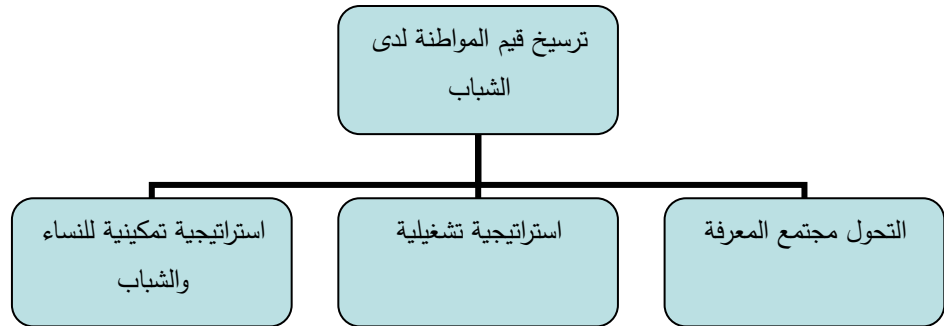 ترسيخ قيم المواطنة لدى
الشباب
التحول مجتمع المعرفة
استراتيجية تشغيلية
استراتيجية تمكينية للنساء
والشباب